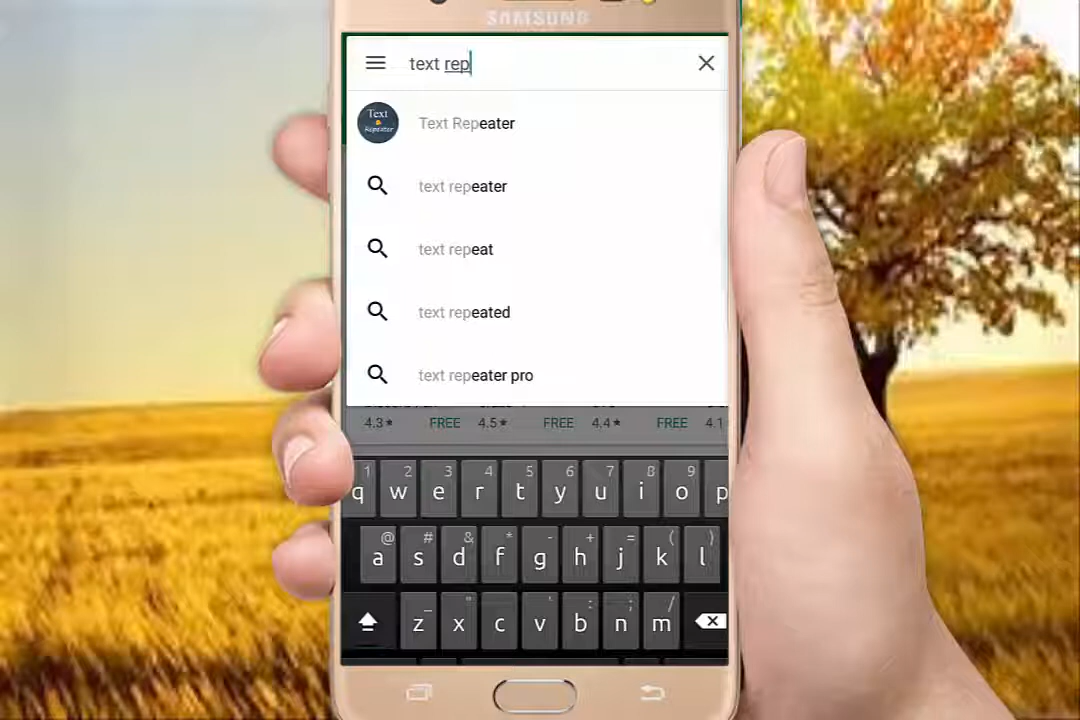 SAMSUNG
text rep
Text Repeater
Text Repeater
text repeater
text repeat
text repeated
text repeater pro
4.3★ FREE 4.5★ FREE 4.4★ FREE 4.1
1 2 3 4 5 6 7 8 9
q w e r t y u i o p
@ # & * - + = ( )
a s d f g h j k l
_ " ' : ; /
z x c v b n m